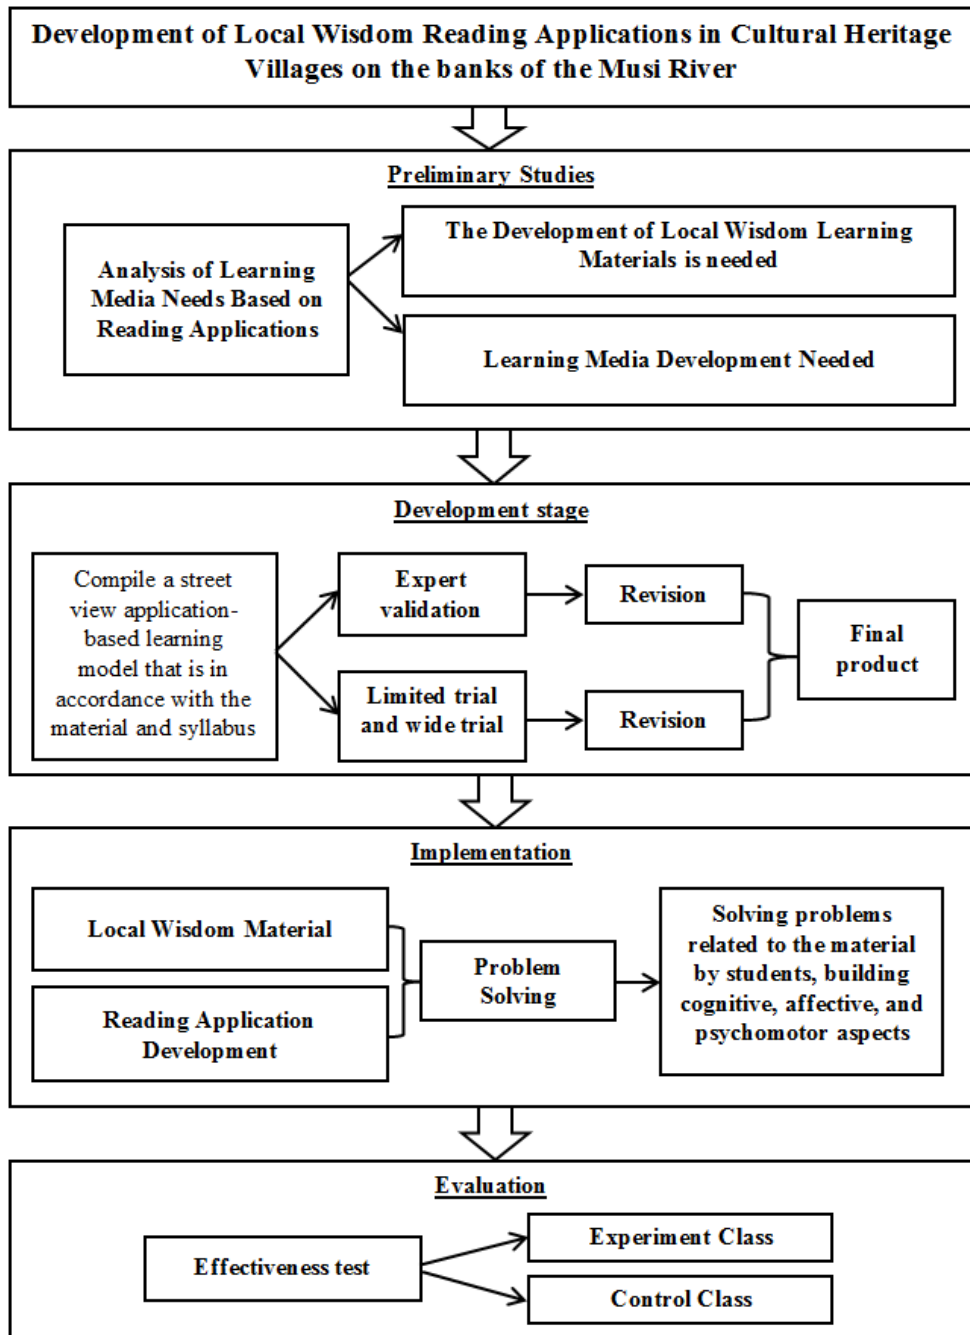 Development of Local Wisdom Reading Applications in Cultural Heritage
Villages on the banks of the Musi River
Preliminary Studies
Analysis of Learning
Media Needs Based on
Reading Applications
The Development of Local Wisdom Learning
Materials is needed
Learning Media Development Needed
Development stage
Compile a street
view application-
based learning
model that is in
accordance with the
material and syllabus
Expert
validation
Revision
Limited trial
and wide trial
Revision
Final
product
Implementation
Local Wisdom Material
Reading Application
Development
Problem
Solving
Solving problems
related to the material
by students, building
cognitive, affective, and
psychomotor aspects
Evaluation
Effectiveness test
Experiment Class
Control Class